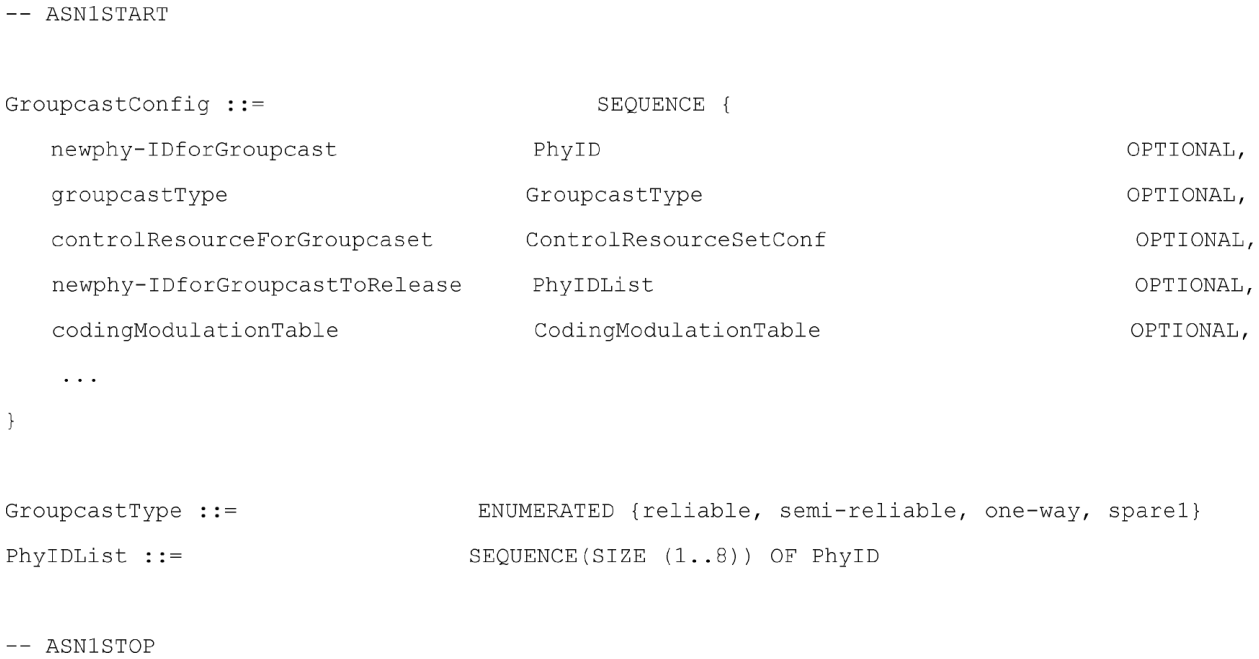 -- ASN1START
GroupcastConfig ::= SEQUENCE {
newphy-IDforGroupcast PhyID OPTIONAL,
groupcastType GroupcastType OPTIONAL,
controlResourceForGroupcaset ControlResourceSetConf OPTIONAL,
newphy-IDforGroupcastToRelease PhyIDList OPTIONAL,
codingModulationTable CodingModulationTable OPTIONAL,
...
}
GroupcastType ::= ENUMERATED {reliable, semi-reliable, one-way, spare1}
PhyIDList ::= SEQUENCE(SIZE (1..8)) OF PhyID
-- ASN1STOP